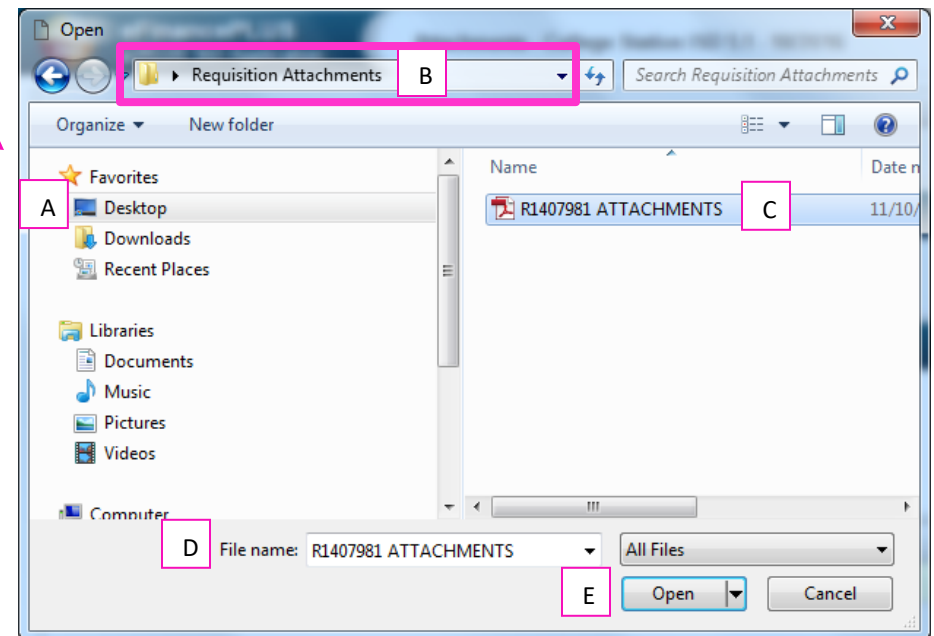 Open
Requisition Attachments B
Search Requisition Attachments
Organize New folder
Name Date
Favorites
A Desktop
R1407981 ATTACHMENTS C 11/10/
Downloads
Recent Places
Libraries
Documents
Music
Pictures
Videos
Computer
D File name: R1407981 ATTACHMENTS All Files
E Open Cancel